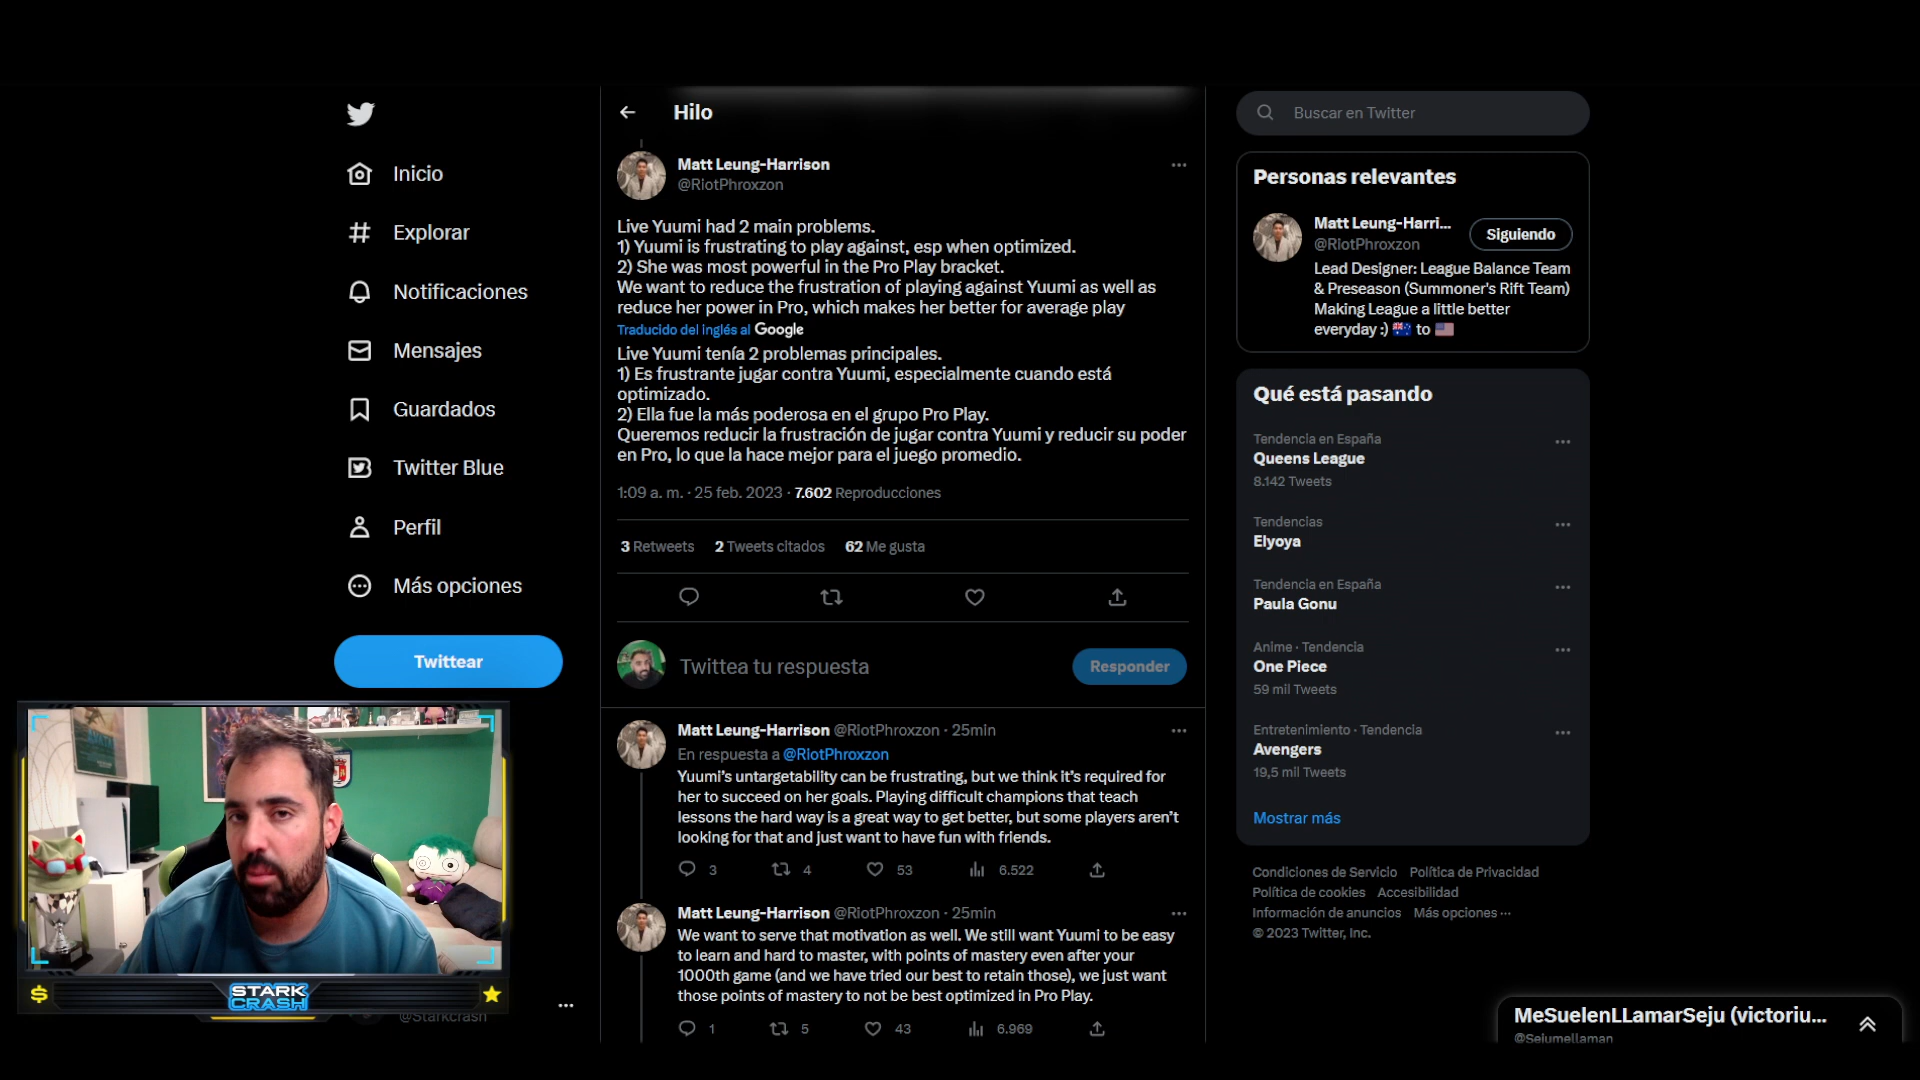 Inicio
Explorar
Notificaciones
Mensajes
Guardados
Twitter Blue
Perfil
Más opciones
Twittear
STARK
CRASH
@Starkcrash
Hilo
Matt Leung-Harrison
@RiotPhroxzon
Live Yuumi had 2 main problems.
1) Yuumi is frustrating to play against, esp when optimized.
2) She was most powerful in the Pro Play bracket.
We want to reduce the frustration of playing against Yuumi as well as
reduce her power in Pro, which makes her better for average play
Traducido del inglés al Google
Live Yuumi tenía 2 problemas principales.
1) Es frustrante jugar contra Yuumi, especialmente cuando está
optimizado.
2) Ella fue la más poderosa en el grupo Pro Play.
Queremos reducir la frustración de jugar contra Yuumi y reducir su poder
en Pro, lo que la hace mejor para el juego promedio.
1:09 a. m. · 25 feb. 2023 · 7.602 Reproducciones
3 Retweets 2 Tweets citados 62 Me gusta
Twittea tu respuesta
Responder
Matt Leung-Harrison @RiotPhroxzon · 25min
En respuesta a @RiotPhroxzon
Yuumi's untargetability can be frustrating, but we think it's required for
her to succeed on her goals. Playing difficult champions that teach
lessons the hard way is a great way to get better, but some players aren't
looking for that and just want to have fun with friends.
3 4 53 6.522
Matt Leung-Harrison @RiotPhroxzon · 25min
We want to serve that motivation as well. We still want Yuumi to be easy
to learn and hard to master, with points of mastery even after your
1000th game (and we have tried our best to retain those), we just want
those points of mastery to not be best optimized in Pro Play.
1 5 43 6.969
Buscar en Twitter
Personas relevantes
Matt Leung-Harri...
@RiotPhroxzon
Siguiendo
Lead Designer: League Balance Team
& Preseason (Summoner's Rift Team)
Making League a little better
everyday :) 🇦🇺 to 🇺🇸
Qué está pasando
Tendencia en España
Queens League
8.142 Tweets
Tendencias
Elyoya
Tendencia en España
Paula Gonu
Anime · Tendencia
One Piece
59 mil Tweets
Entretenimiento · Tendencia
Avengers
19,5 mil Tweets
Mostrar más
Condiciones de Servicio Política de Privacidad
Política de cookies Accesibilidad
Información de anuncios Más opciones ···
© 2023 Twitter, Inc.
MeSuelenLLamarSeju (victoriu...
@Sejumellaman